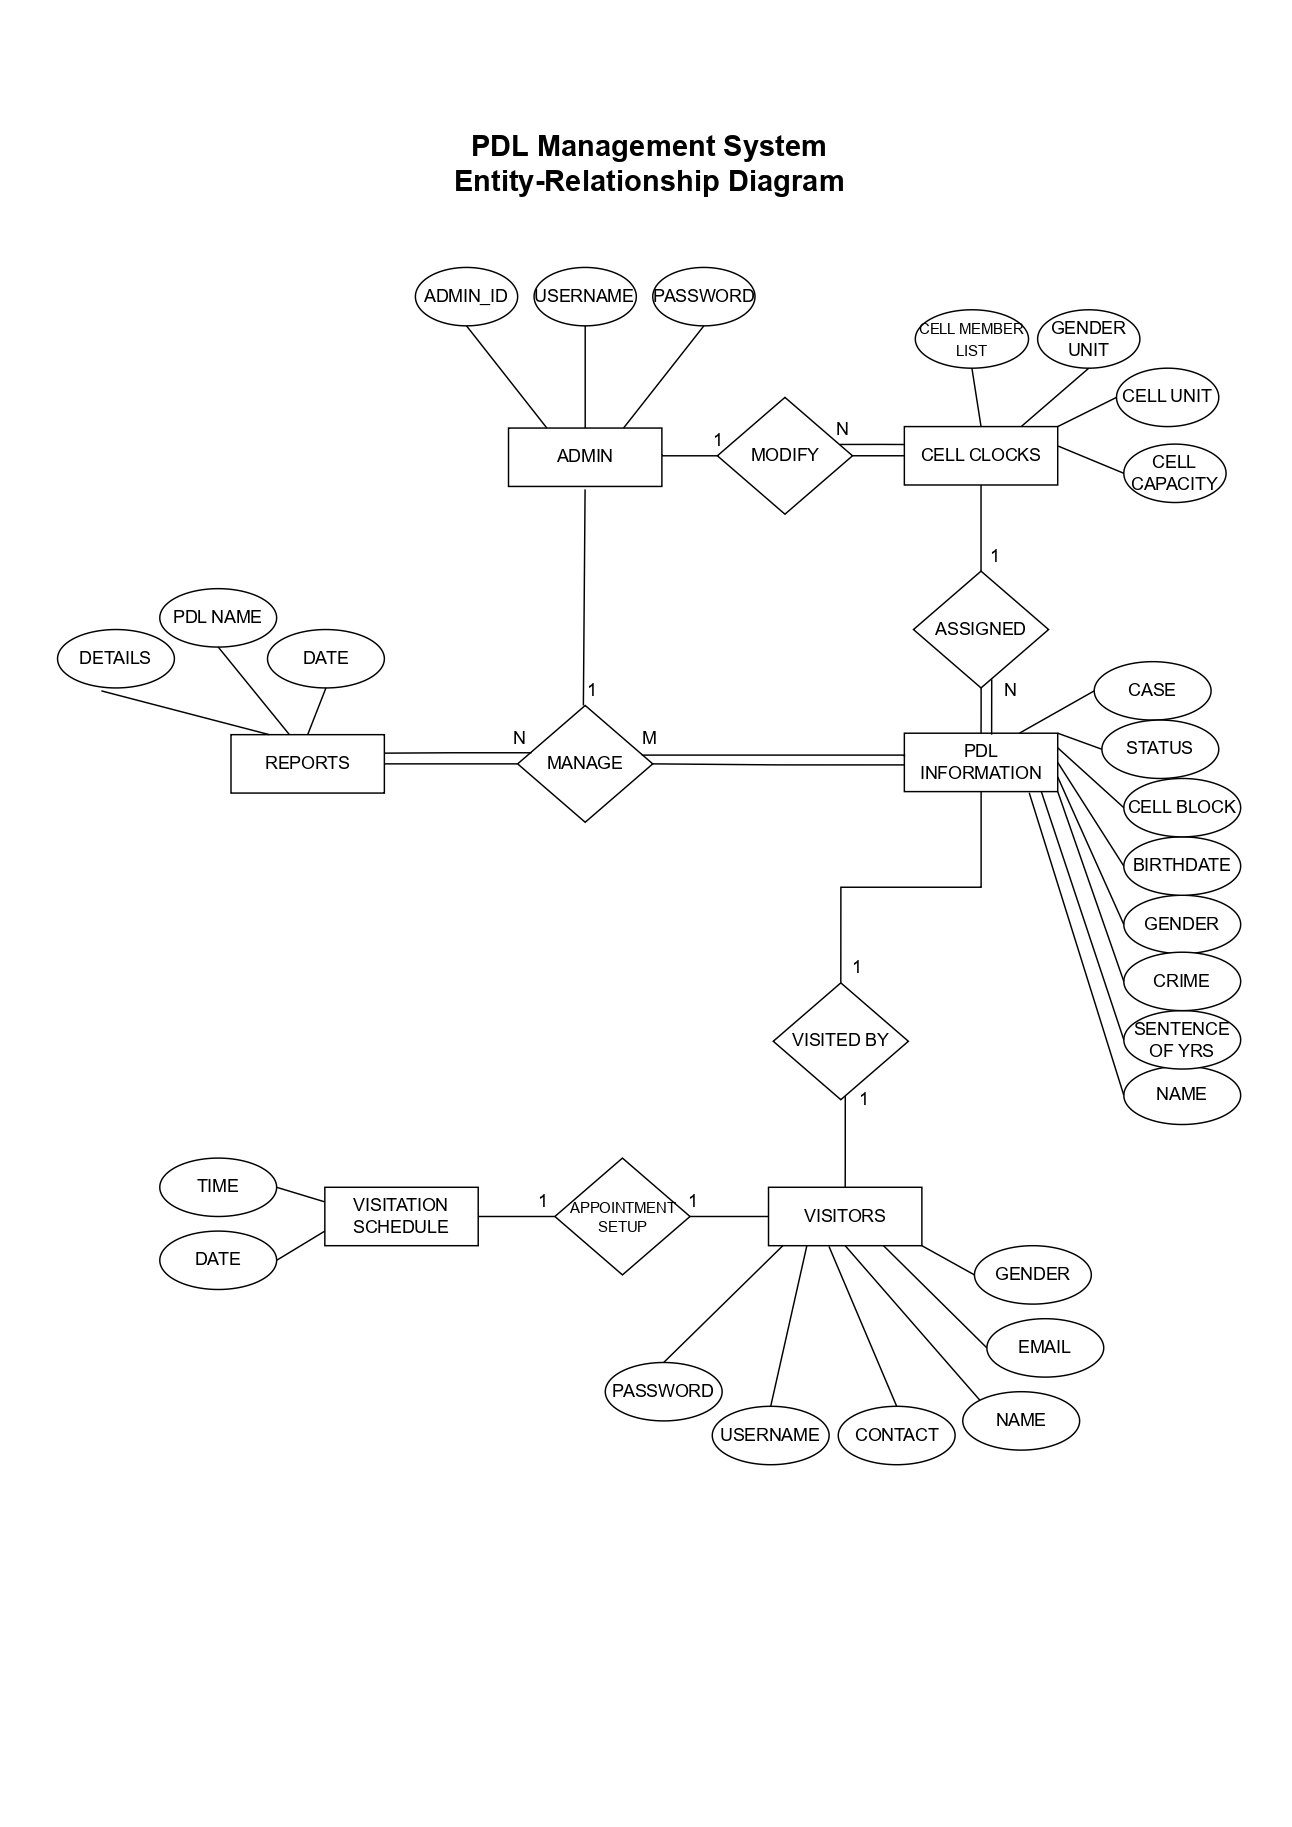 PDL Management System
Entity-Relationship Diagram
ADMIN_ID
USERNAME
PASSWORD
CELL MEMBER
LIST
GENDER
UNIT
CELL UNIT
CELL
CAPACITY
ADMIN
1
MODIFY
N
CELL CLOCKS
1
ASSIGNED
N
DETAILS
PDL NAME
DATE
REPORTS
N
1
MANAGE
M
PDL
INFORMATION
CASE
STATUS
CELL BLOCK
BIRTHDATE
GENDER
CRIME
SENTENCE
OF YRS
NAME
1
VISITED BY
1
TIME
DATE
VISITATION
SCHEDULE
1
APPOINTMENT
SETUP
1
VISITORS
GENDER
EMAIL
NAME
CONTACT
USERNAME
PASSWORD